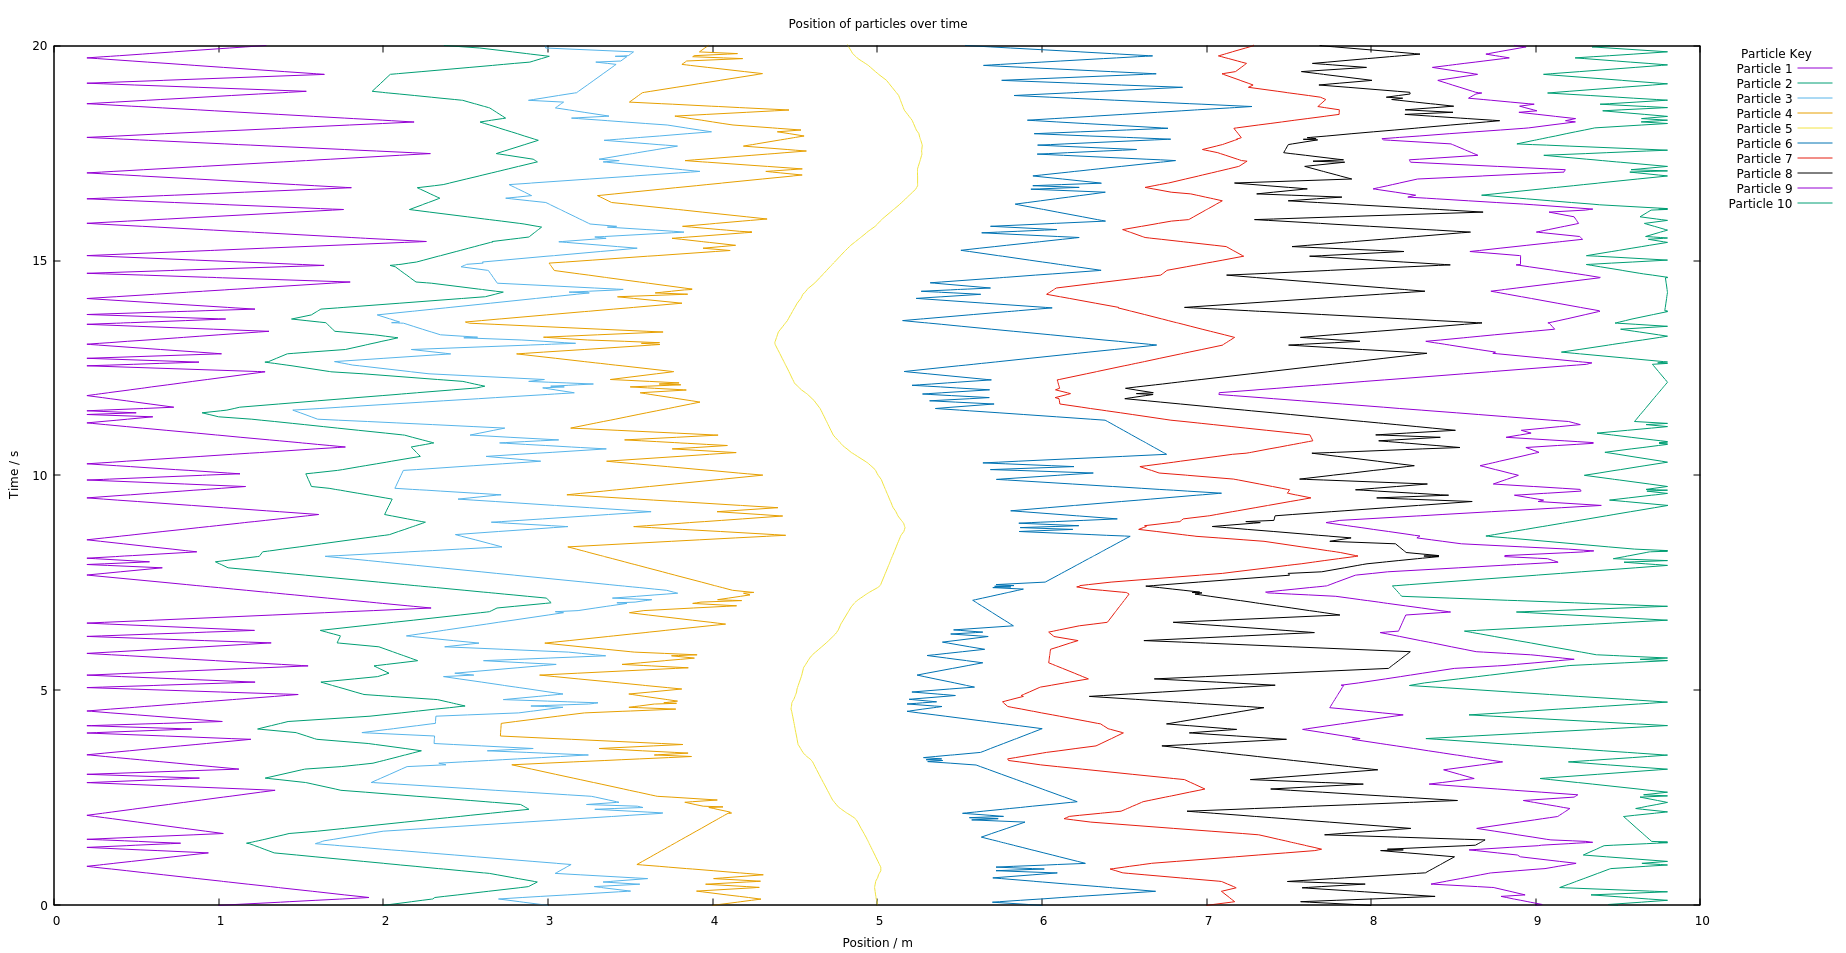 Position of particles over time
Particle Key
Particle 1
Particle 2
Particle 3
Particle 4
Particle 5
Particle 6
Particle 7
Particle 8
Particle 9
Particle 10
Time / s
20
15
10
5
0
0 1 2 3 4 5 6 7 8 9 10
Position / m